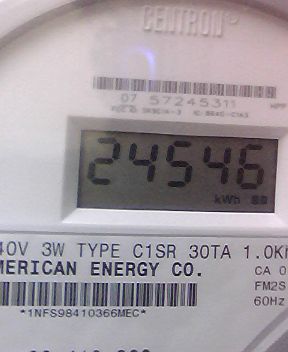 CENTRON
07 57245311
24546
kWh
40V 3W TYPE C1SR 30TA 1.0Kh
MERICAN ENERGY CO.
CA 0
FM2S
60Hz
*1NFS98410366MEC*